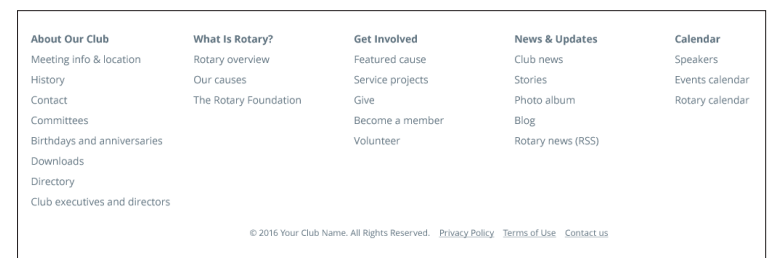 About Our Club
Meeting info & location
History
Contact
Committees
Birthdays and anniversaries
Downloads
Directory
Club executives and directors
What Is Rotary?
Rotary overview
Our causes
The Rotary Foundation
Get Involved
Featured cause
Service projects
Give
Become a member
Volunteer
News & Updates
Club news
Stories
Photo album
Blog
Rotary news (RSS)
Calendar
Speakers
Events calendar
Rotary calendar
© 2016 Your Club Name. All Rights Reserved. Privacy Policy Terms of Use Contact us